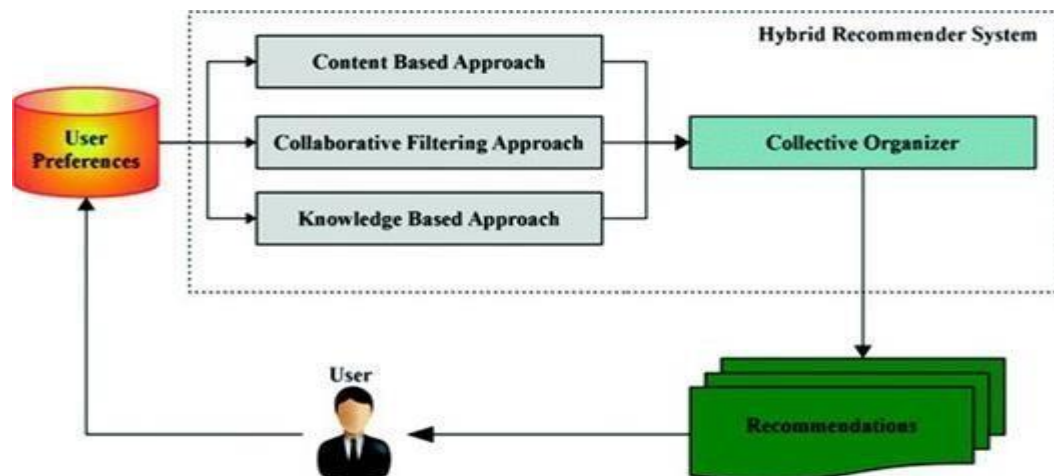 Hybrid Recommender System
Content Based Approach
User
Preferences
Collaborative Filtering Approach
Collective Organizer
Knowledge Based Approach
User
Recommendations